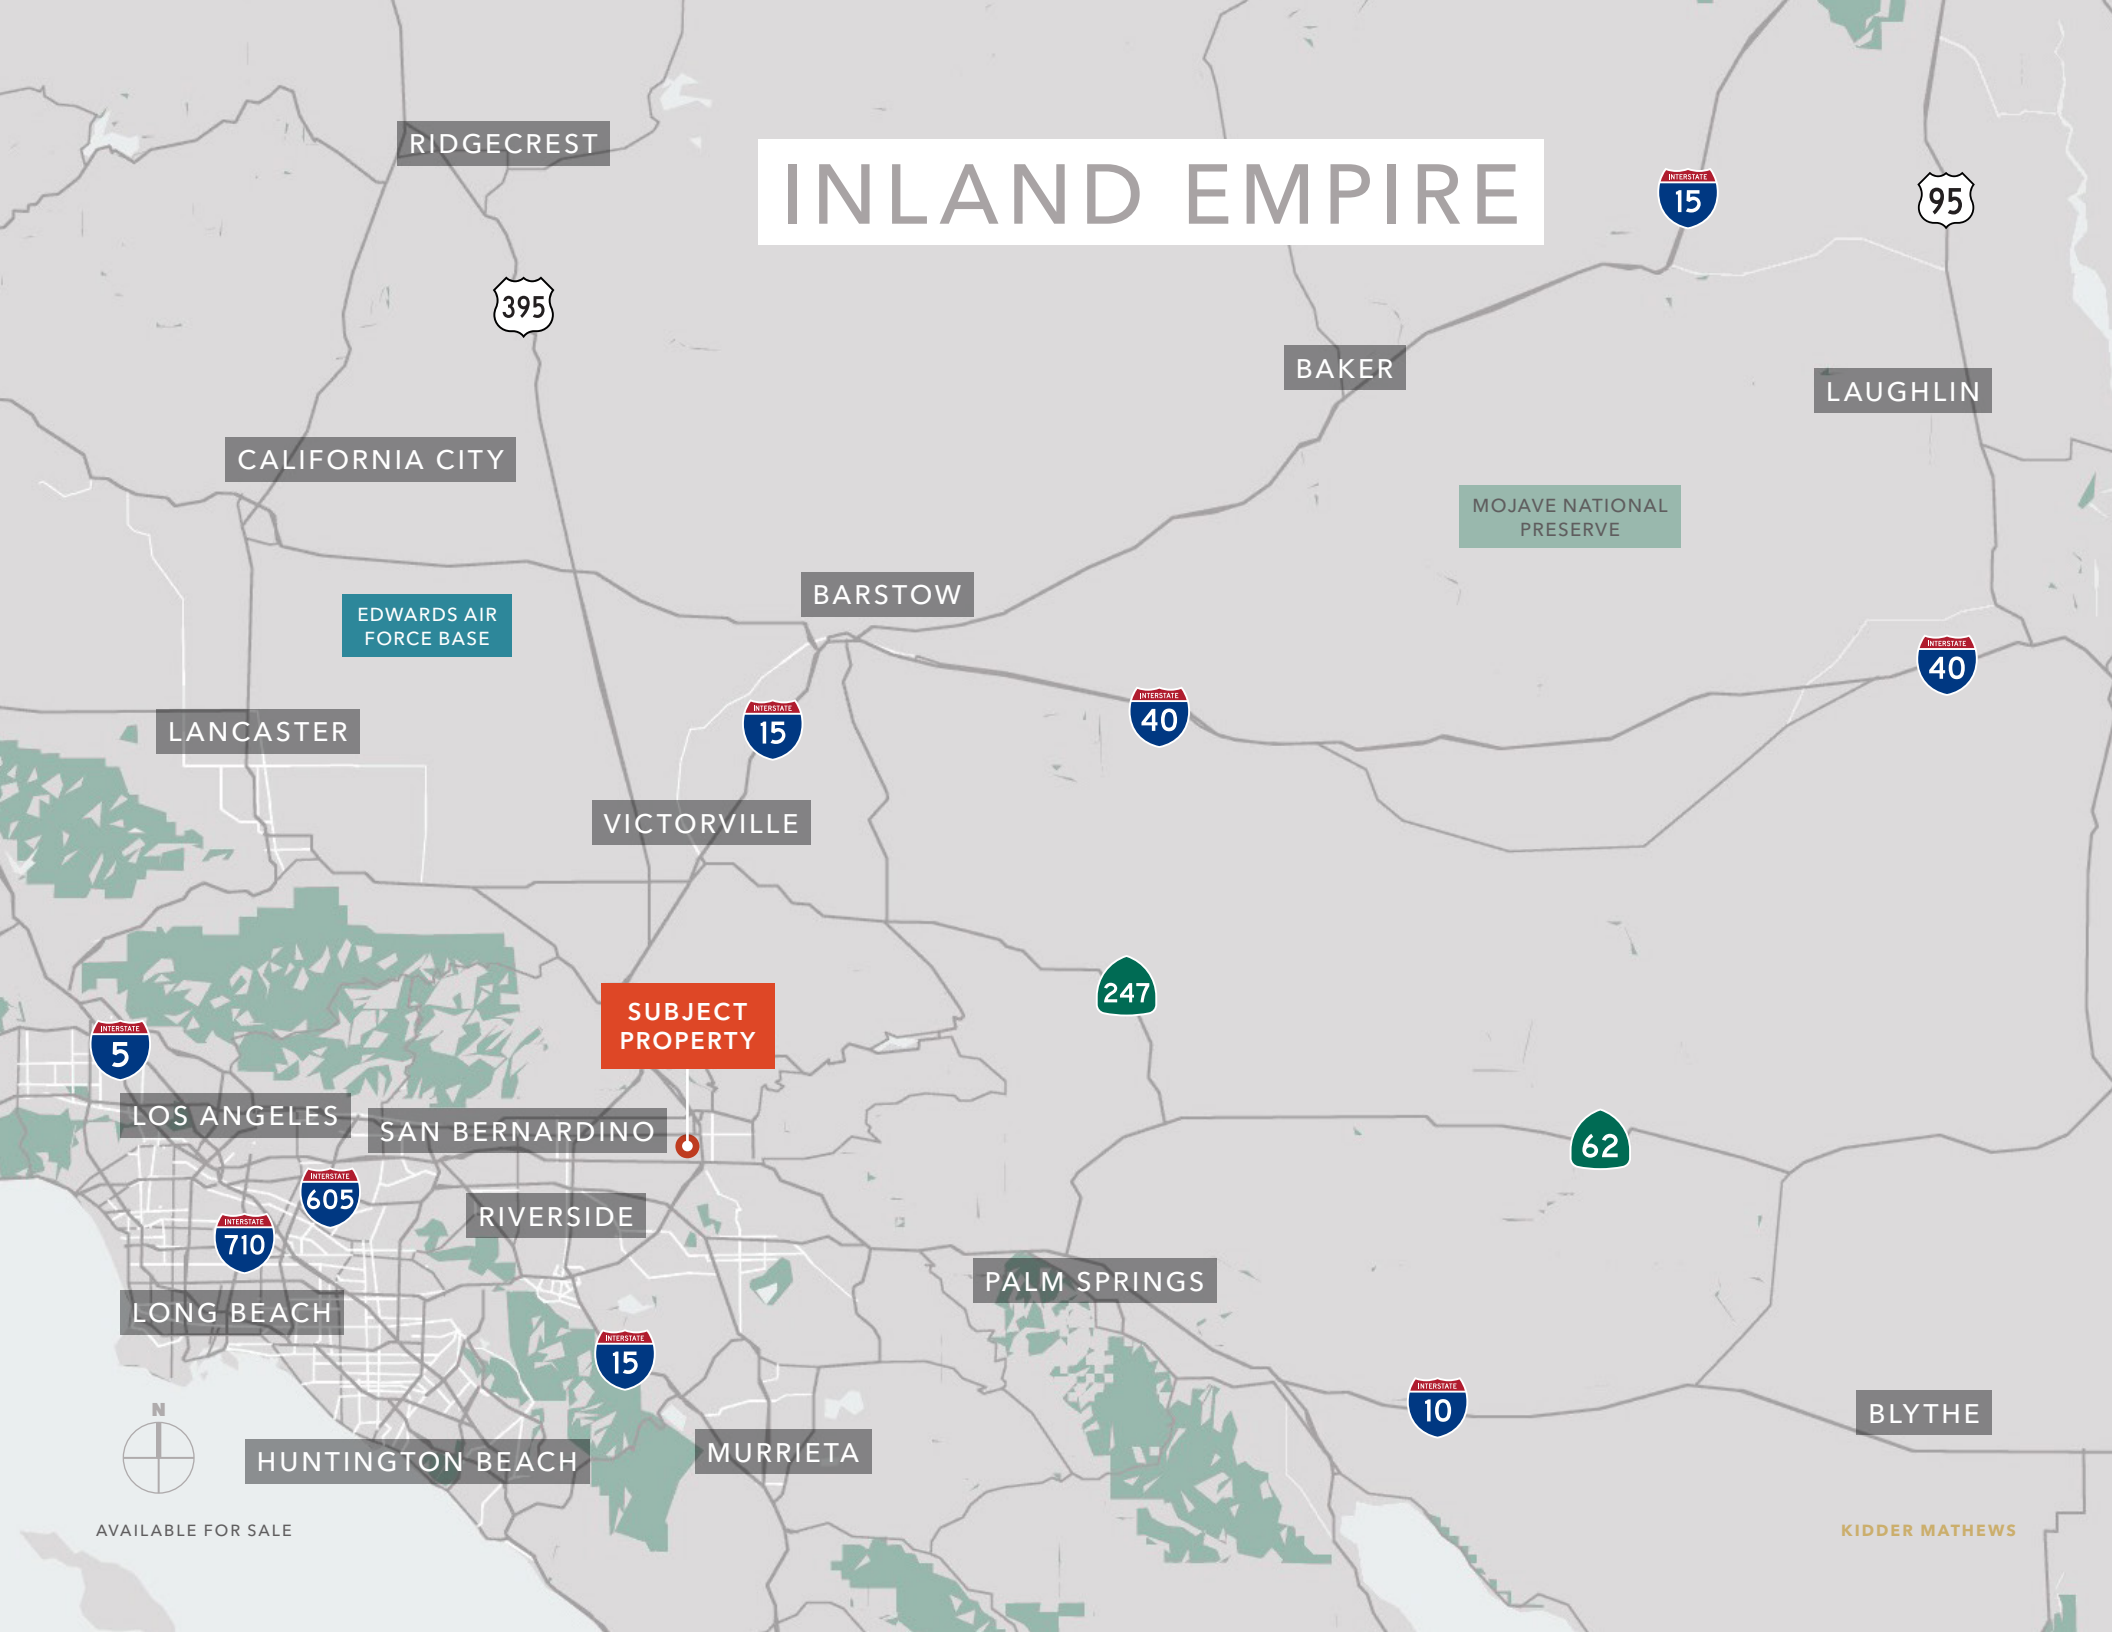 RIDGECREST
INLAND EMPIRE
INTERSTATE
15
95
395
BAKER
LAUGHLIN
CALIFORNIA CITY
MOJAVE NATIONAL
PRESERVE
BARSTOW
EDWARDS AIR
FORCE BASE
INTERSTATE
40
LANCASTER
INTERSTATE
15
INTERSTATE
40
VICTORVILLE
247
SUBJECT
PROPERTY
INTERSTATE
5
LOS ANGELES
SAN BERNARDINO
62
INTERSTATE
605
RIVERSIDE
INTERSTATE
710
PALM SPRINGS
LONG BEACH
INTERSTATE
15
INTERSTATE
10
BLYTHE
N
HUNTINGTON BEACH
MURRIETA
AVAILABLE FOR SALE
KIDDER MATHEWS